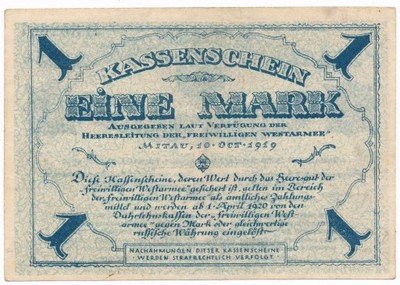 1 KASSENSCHEIN 1
EINE MARK
AUSGEGEBEN LAUT VERFÜGUNG DER
HEERESLEITUNG DER „FREIWILLIGEN WESTARMEE"
MITAU, 10·OCT·1919
Diese Kassenscheine, deren Wert durch das Heeresgut der
„freiwilligen Westarmee" gesichert ist, gelten im Bereich
der „freiwilligen Westarmee" als amtliches Zahlungs-
mittel und werden ab 1. April 1920 von den
Darlehnskassen der „freiwilligen West-
armee" gegen Mark oder gleichwertige
russische Währung eingelöst
1 NACHAHMUNGEN DIESER KASSENSCHEINE 1
WERDEN STRAFRECHTLICH VERFOLGT